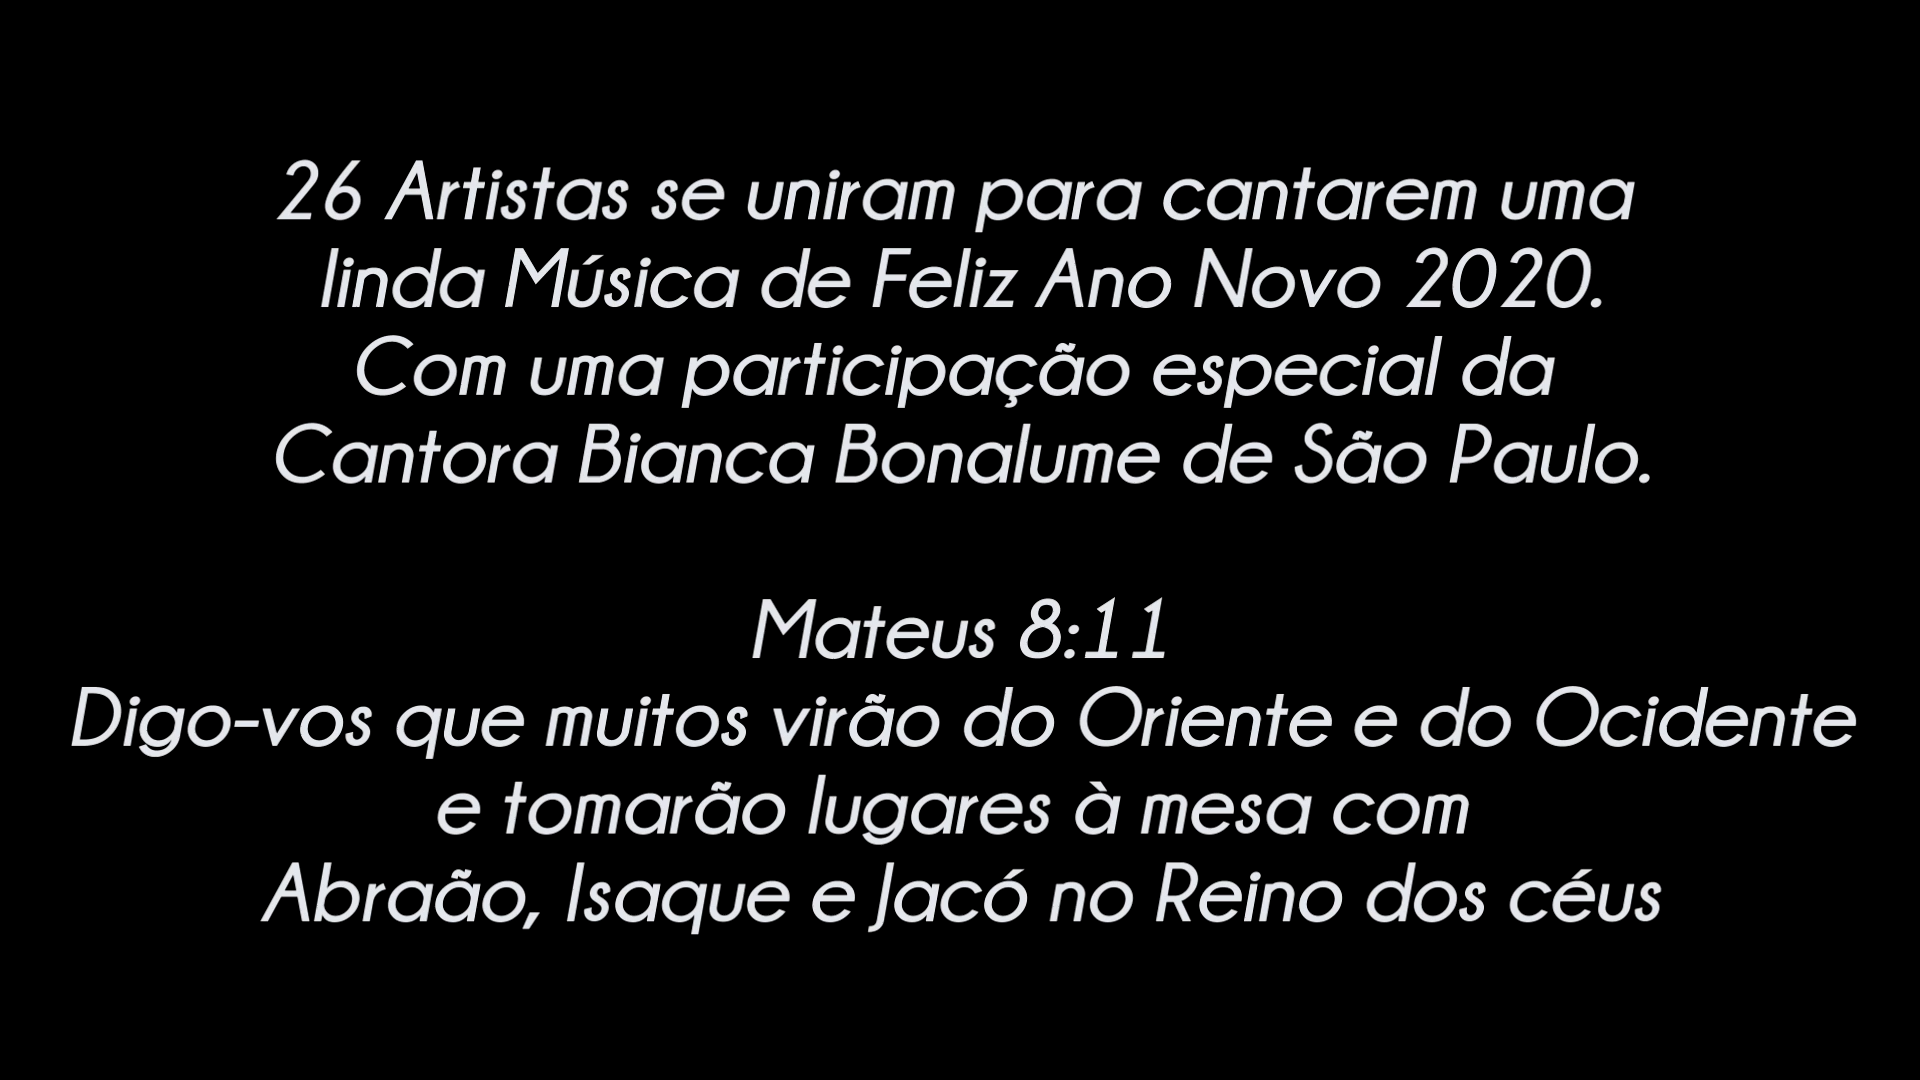 26 Artistas se uniram para cantarem uma
linda Música de Feliz Ano Novo 2020.
Com uma participação especial da
Cantora Bianca Bonalume de São Paulo.
Mateus 8:11
Digo-vos que muitos virão do Oriente e do Ocidente
e tomarão lugares à mesa com
Abraão, Isaque e Jacó no Reino dos céus